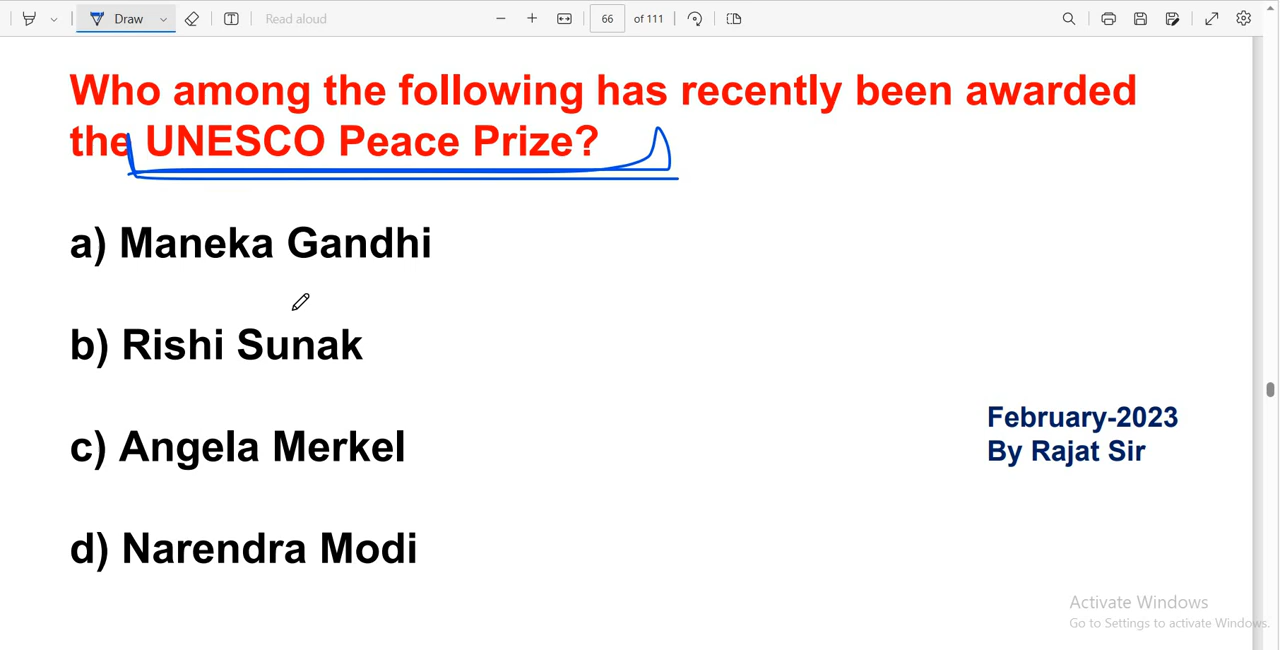 Draw
Read aloud
66 of 111
Who among the following has recently been awarded
the UNESCO Peace Prize?
a) Maneka Gandhi
b) Rishi Sunak
c) Angela Merkel
d) Narendra Modi
February-2023
By Rajat Sir
Activate Windows
Go to Settings to activate Windows.